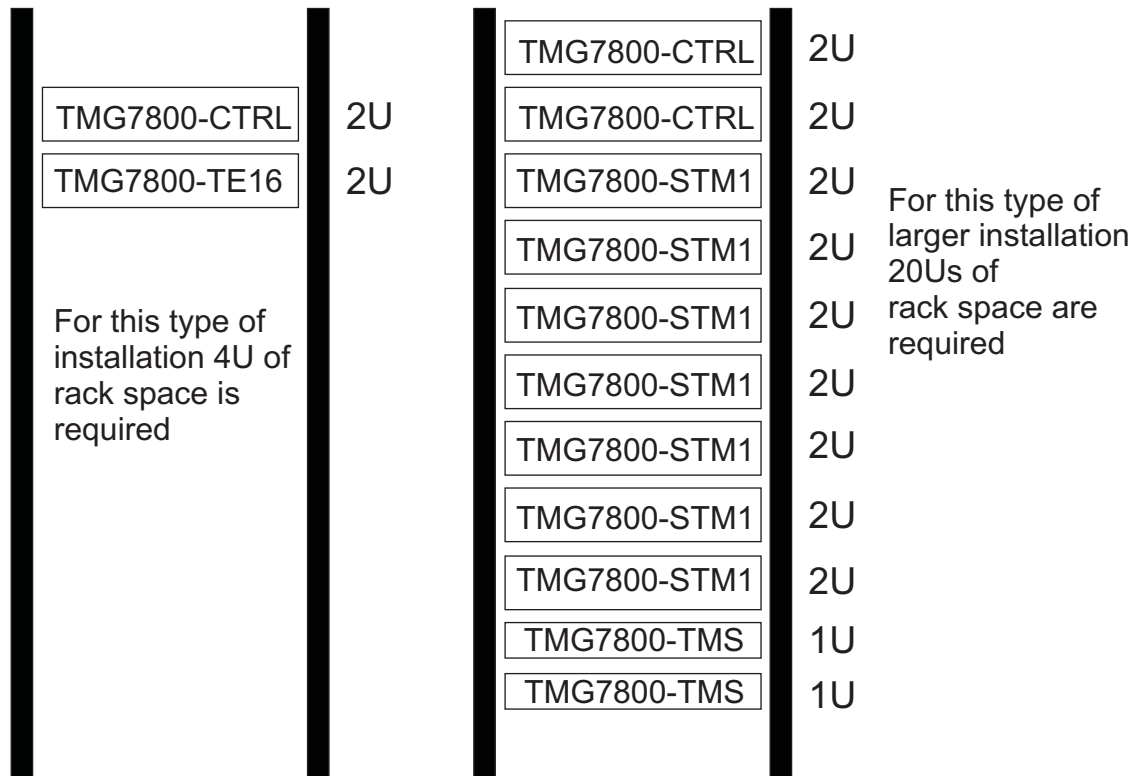 TMG7800-CTRL 2U
TMG7800-TE16 2U
For this type of
installation 4U of
rack space is
required
TMG7800-CTRL 2U
TMG7800-CTRL 2U
TMG7800-STM1 2U
TMG7800-STM1 2U
TMG7800-STM1 2U
TMG7800-STM1 2U
TMG7800-STM1 2U
TMG7800-STM1 2U
TMG7800-STM1 2U
TMG7800-TMS 1U
TMG7800-TMS 1U
For this type of
larger installation
20Us of
rack space are
required